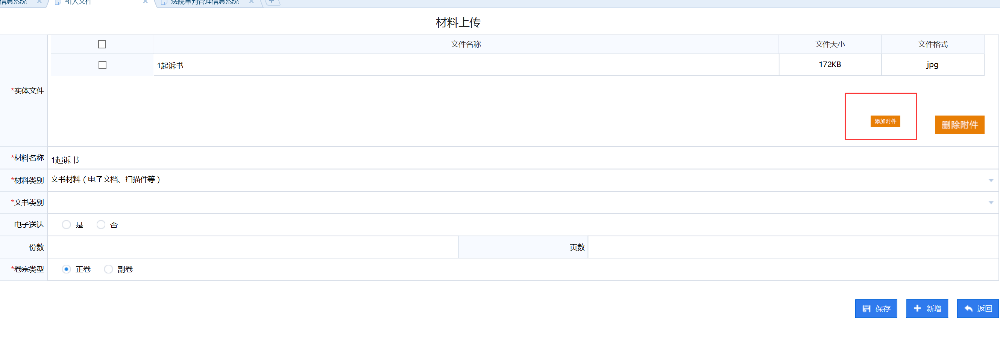 信息系统 引入文件 法院审判管理信息系统
材料上传
文件名称 文件大小 文件格式
1起诉书 172KB jpg
*实体文件
添加附件 删除附件
*材料名称 1起诉书
*材料类别 文书材料（电子文档、扫描件等）
*文书类别
电子送达 是 否
份数 页数
*卷宗类型 正卷 副卷
保存 新增 返回